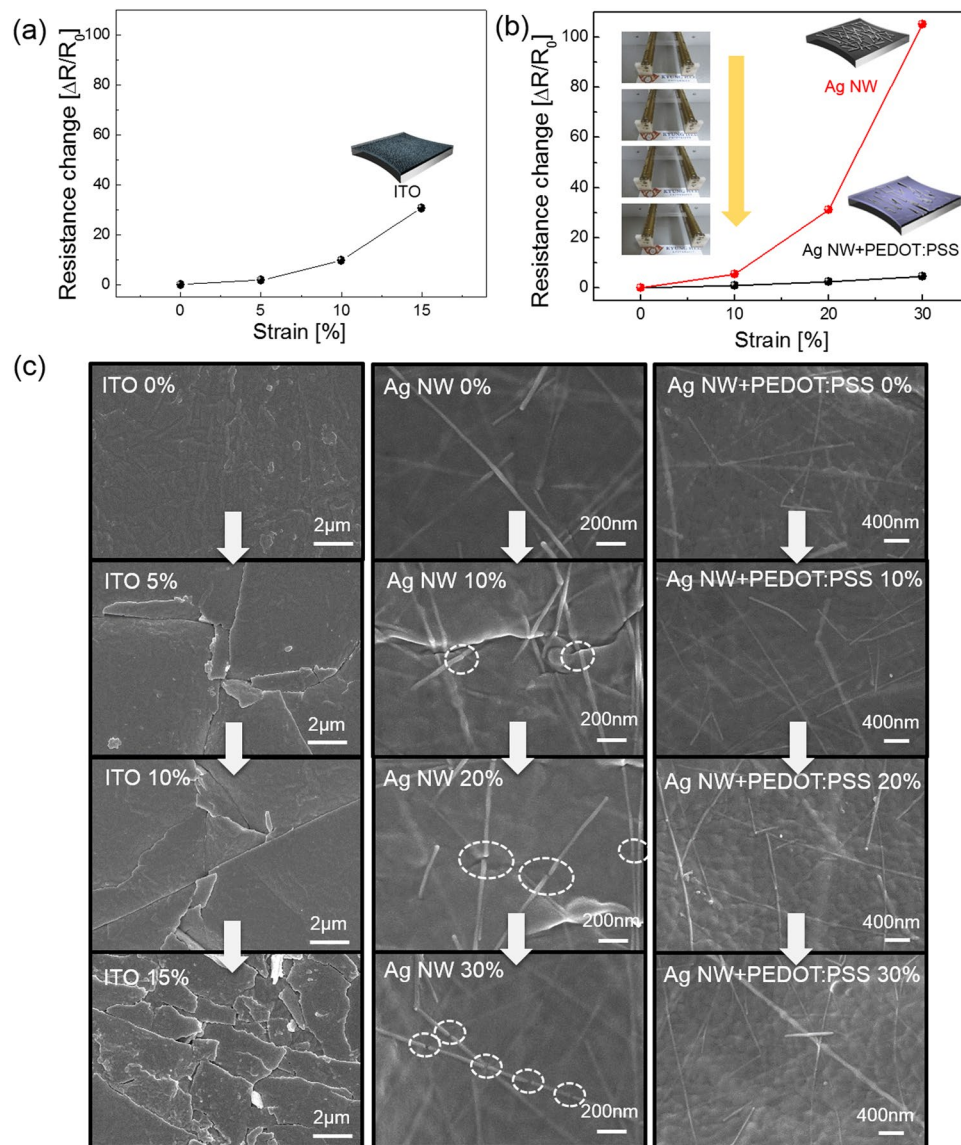 (a)
100
80
60
40
20
0
Resistance change [ΔR/R0]
ITO
0 5 10 15
Strain [%]
(b)
100
80
60
40
20
0
Resistance change [ΔR/R0]
Ag NW
Ag NW+PEDOT:PSS
0 10 20 30
Strain [%]
(c)
ITO 0%
2μm
Ag NW 0%
200nm
Ag NW+PEDOT:PSS 0%
400nm
ITO 5%
2μm
Ag NW 10%
200nm
Ag NW+PEDOT:PSS 10%
400nm
ITO 10%
2μm
Ag NW 20%
200nm
Ag NW+PEDOT:PSS 20%
400nm
ITO 15%
2μm
Ag NW 30%
200nm
Ag NW+PEDOT:PSS 30%
400nm